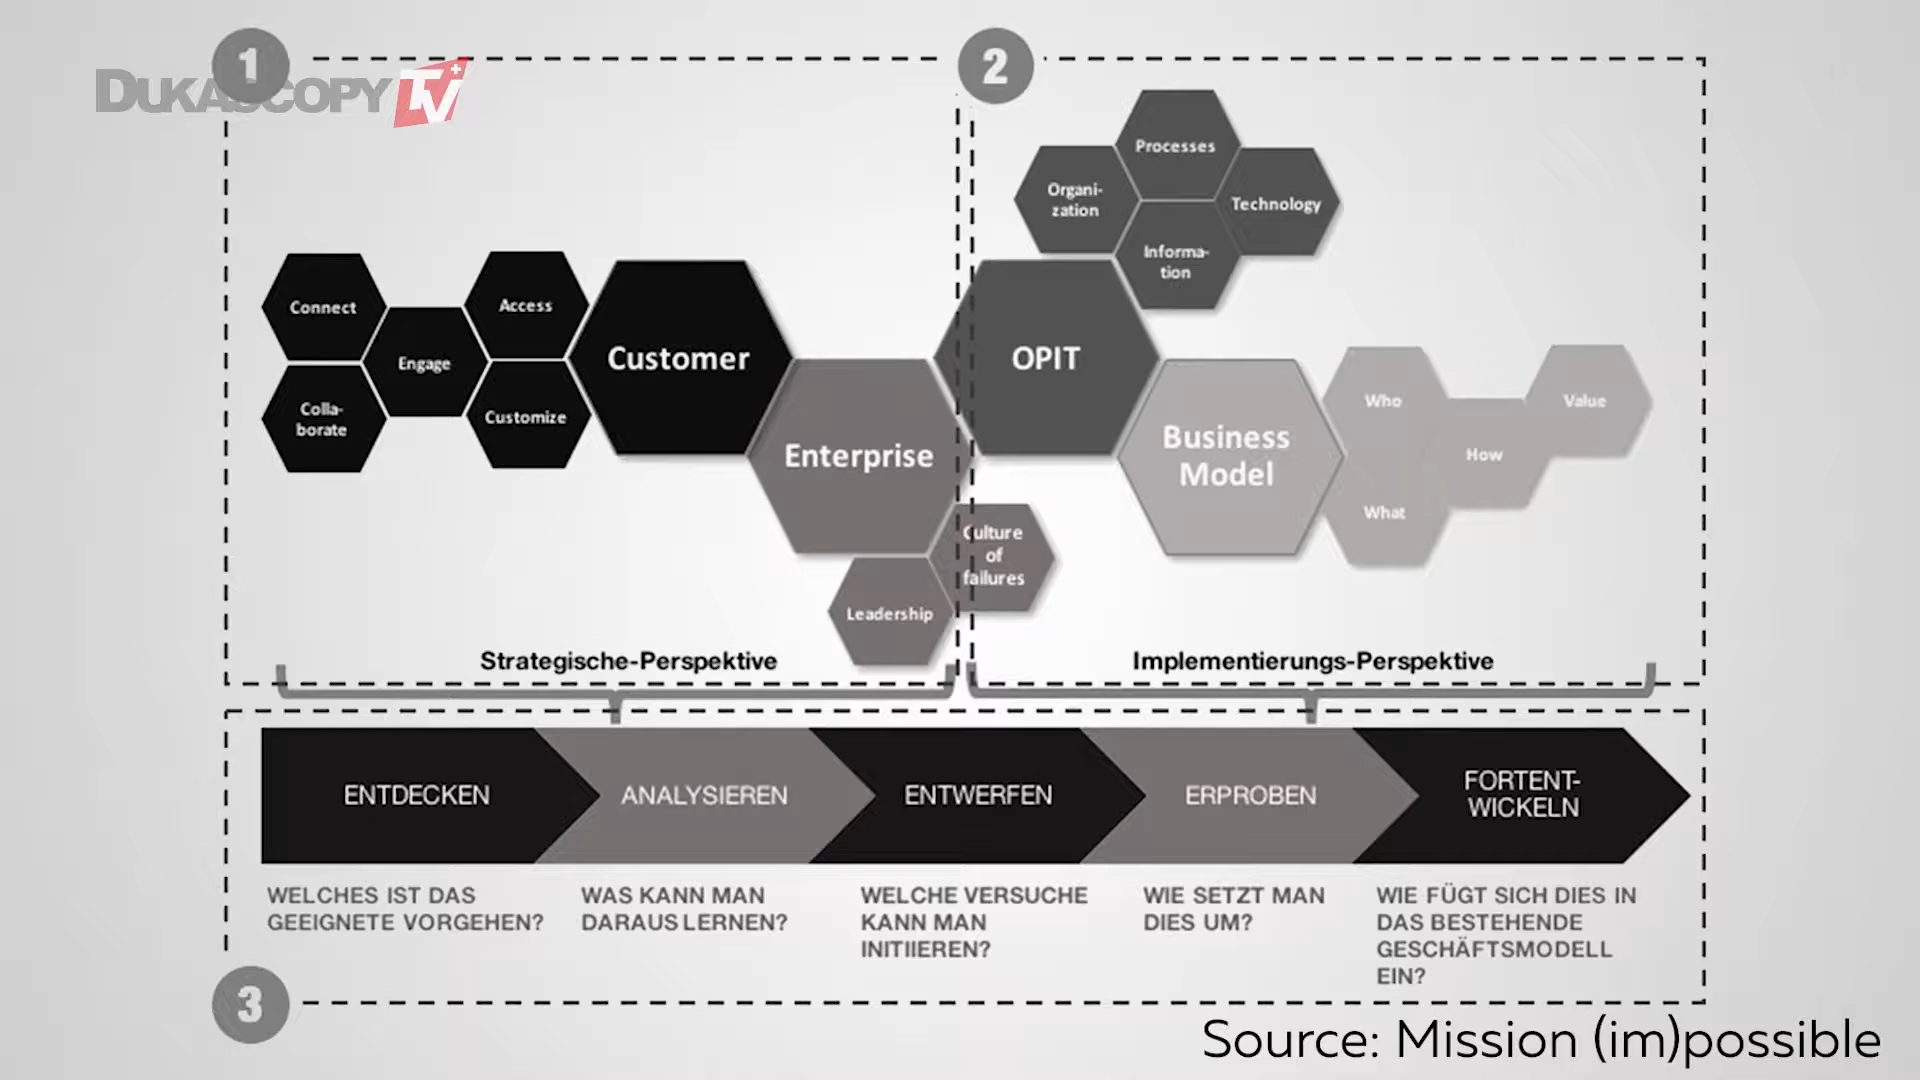 1
2
DUKASCOPY TV+
Processes
Organi-
zation
Technology
Informa-
tion
Connect
Access
Engage
Colla-
borate
Customize
Customer
Enterprise
OPIT
Business
Model
Who
Value
How
What
Culture
of
failures
Leadership
Strategische-Perspektive
Implementierungs-Perspektive
ENTDECKEN
ANALYSIEREN
ENTWERFEN
ERPROBEN
FORTENT-
WICKELN
WELCHES IST DAS
GEEIGNETE VORGEHEN?
WAS KANN MAN
DARAUS LERNEN?
WELCHE VERSUCHE
KANN MAN
INITIIEREN?
WIE SETZT MAN
DIES UM?
WIE FÜGT SICH DIES IN
DAS BESTEHENDE
GESCHÄFTSMODELL
EIN?
3
Source: Mission (im)possible